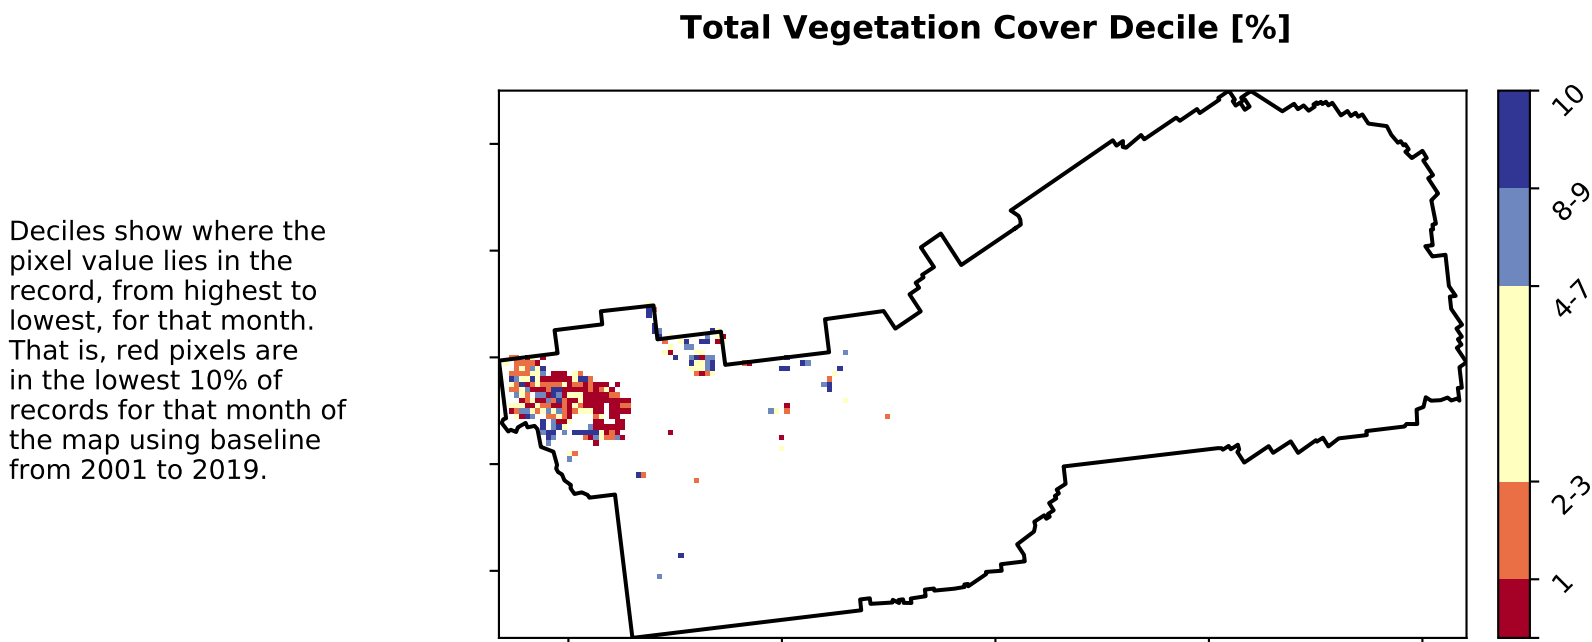 Total Vegetation Cover Decile [%]
Deciles show where the
pixel value lies in the
record, from highest to
lowest, for that month.
That is, red pixels are
in the lowest 10% of
records for that month of
the map using baseline
from 2001 to 2019.
10
8-9
4-7
2-3
1